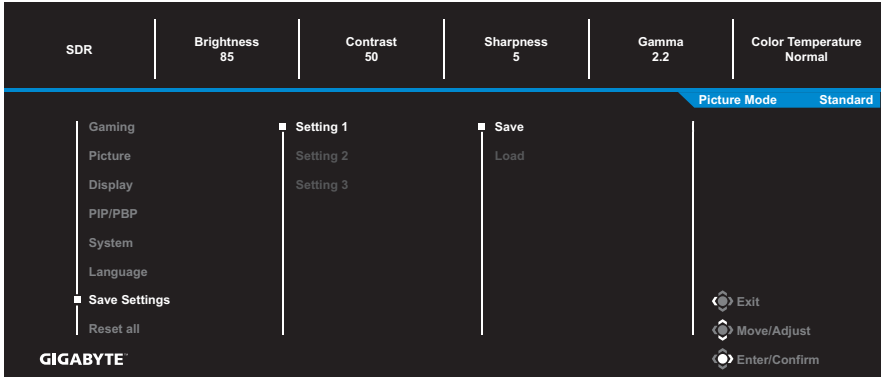 SDR
Brightness
85
Contrast
50
Sharpness
5
Gamma
2.2
Color Temperature
Normal
Picture Mode Standard
Gaming
Picture
Display
PIP/PBP
System
Language
Save Settings
Reset all
Setting 1
Setting 2
Setting 3
Save
Load
Exit
Move/Adjust
Enter/Confirm
GIGABYTE™